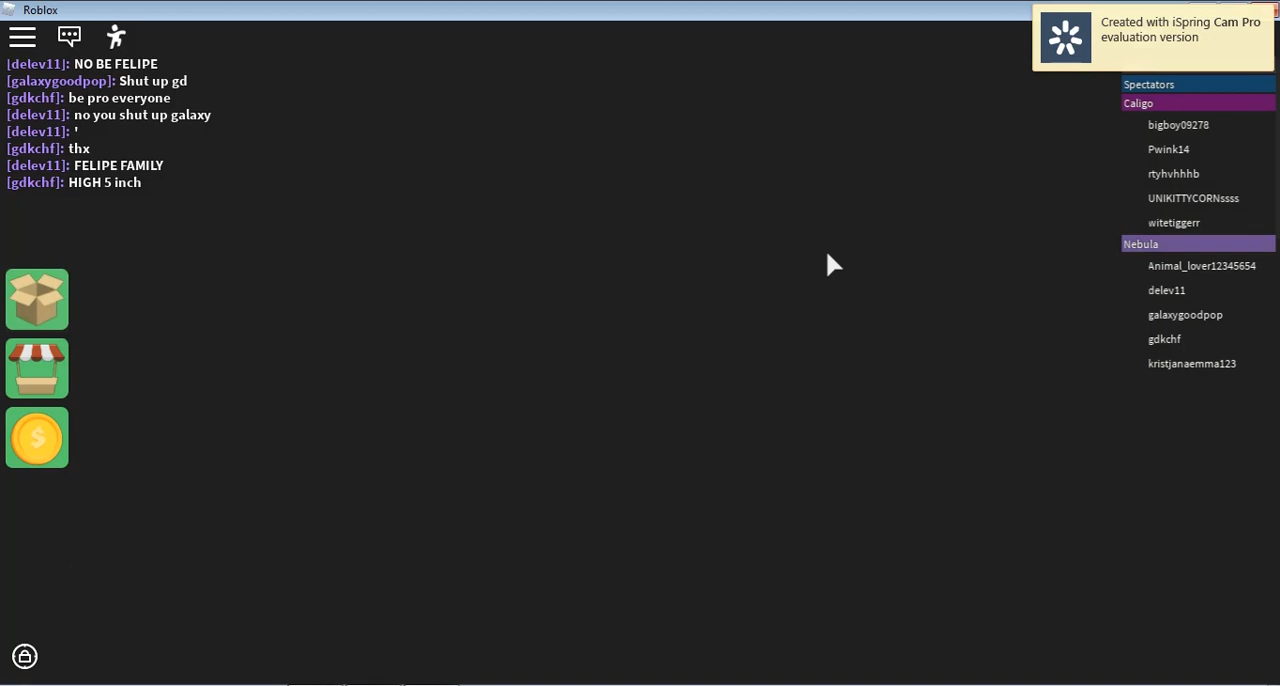 Roblox
Created with iSpring Cam Pro
evaluation version
[delev11]: NO BE FELIPE
[galaxygoodpop]: Shut up gd
[gdkchf]: be pro everyone
[delev11]: no you shut up galaxy
[delev11]: '
[gdkchf]: thx
[delev11]: FELIPE FAMILY
[gdkchf]: HIGH 5 inch
Spectators
Caligo
bigboy09278
Pwink14
rtyhvhhhb
UNIKITTYCORNssss
witetiggerr
Nebula
Animal_lover12345654
delev11
galaxygoodpop
gdkchf
kristjanaemma123
$